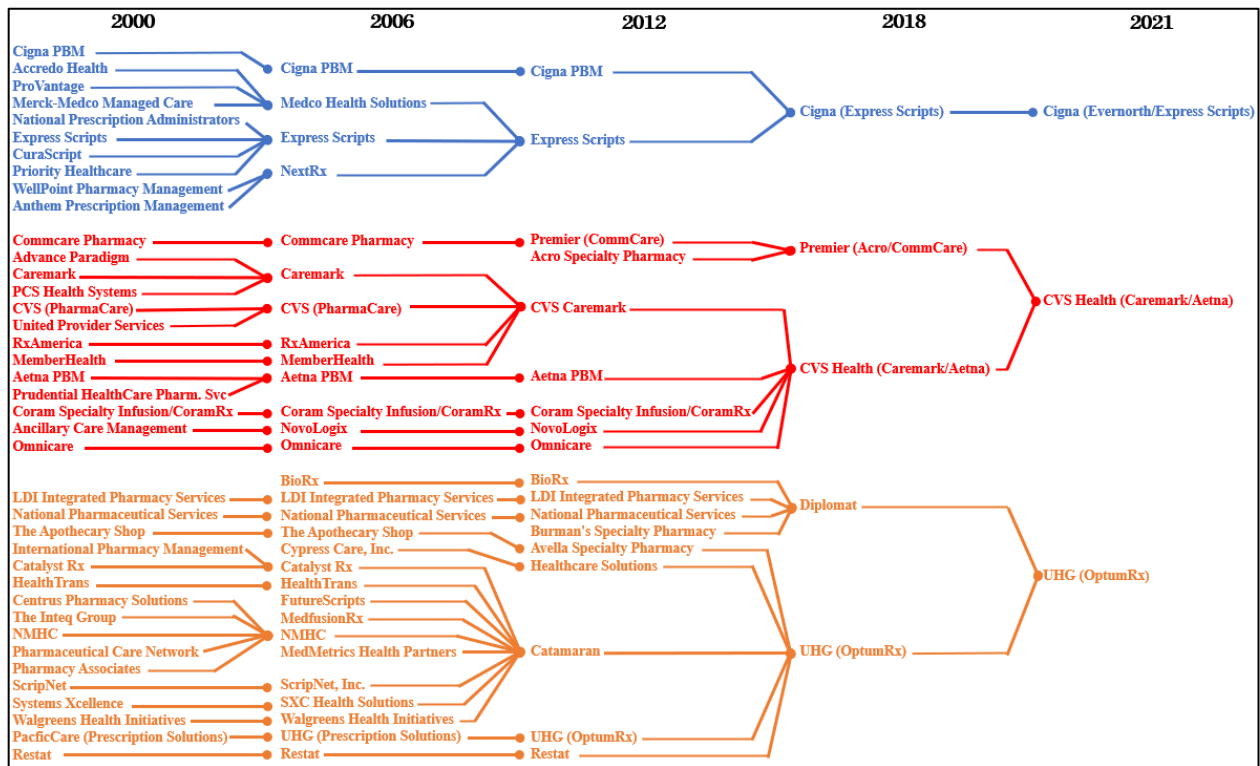 2000 2006 2012 2018 2021
Cigna PBM
Accredo Health Cigna PBM Cigna PBM
ProVantage
Merck-Medco Managed Care Medco Health Solutions
National Prescription Administrators Cigna (Express Scripts) Cigna (Evernorth/Express Scripts)
Express Scripts Express Scripts Express Scripts
CuraScript
Priority Healthcare NextRx
WellPoint Pharmacy Management
Anthem Prescription Management
Commcare Pharmacy Commcare Pharmacy Premier (CommCare)
Advance Paradigm Acro Specialty Pharmacy Premier (Acro/CommCare)
Caremark Caremark
PCS Health Systems CVS Health (Caremark/Aetna)
CVS (PharmaCare) CVS (PharmaCare) CVS Caremark
United Provider Services
RxAmerica RxAmerica
MemberHealth MemberHealth CVS Health (Caremark/Aetna)
Aetna PBM Aetna PBM Aetna PBM
Prudential HealthCare Pharm. Svc
Coram Specialty Infusion/CoramRx Coram Specialty Infusion/CoramRx Coram Specialty Infusion/CoramRx
Ancillary Care Management NovoLogix NovoLogix
Omnicare Omnicare Omnicare
BioRx BioRx
LDI Integrated Pharmacy Services LDI Integrated Pharmacy Services LDI Integrated Pharmacy Services Diplomat
National Pharmaceutical Services National Pharmaceutical Services National Pharmaceutical Services
The Apothecary Shop The Apothecary Shop Burman's Specialty Pharmacy
International Pharmacy Management Cypress Care, Inc. Avella Specialty Pharmacy
Catalyst Rx Catalyst Rx Healthcare Solutions UHG (OptumRx)
HealthTrans HealthTrans
Centrus Pharmacy Solutions FutureScripts
The Inteq Group MedfusionRx
NMHC NMHC
Pharmaceutical Care Network MedMetrics Health Partners Catamaran UHG (OptumRx)
Pharmacy Associates
ScripNet ScripNet, Inc.
Systems Xcellence SXC Health Solutions
Walgreens Health Initiatives Walgreens Health Initiatives
PacficCare (Prescription Solutions) UHG (Prescription Solutions) UHG (OptumRx)
Restat Restat Restat